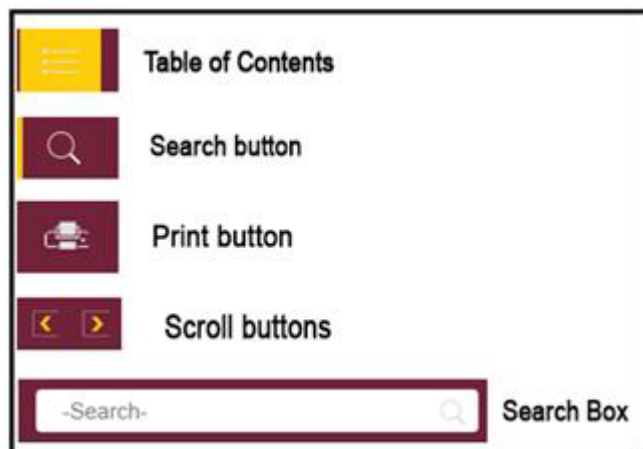 Table of Contents
Search button
Print button
Scroll buttons
-Search-
Search Box